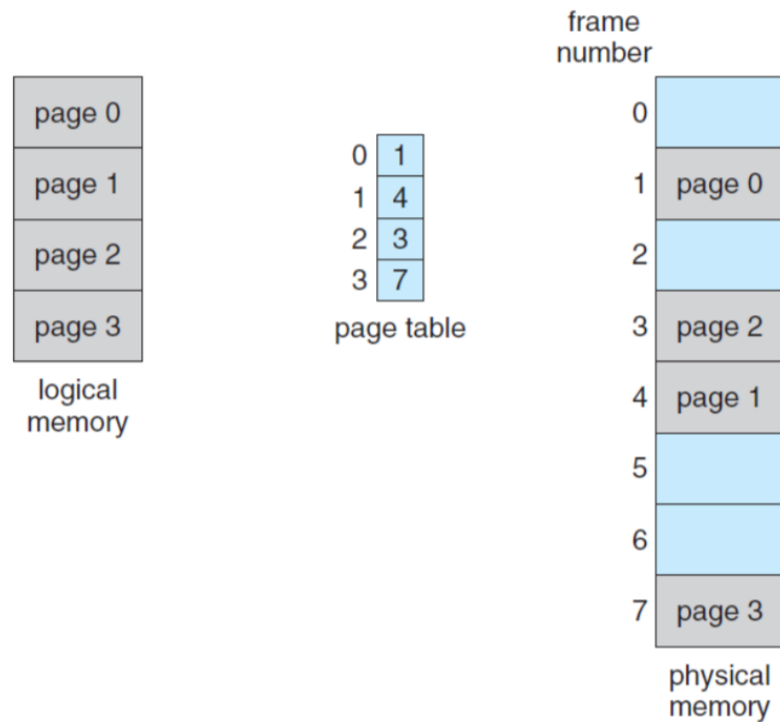 page 0
page 1
page 2
page 3
logical
memory
0 1
1 4
2 3
3 7
page table
frame
number
0
1 page 0
2
3 page 2
4 page 1
5
6
7 page 3
physical
memory